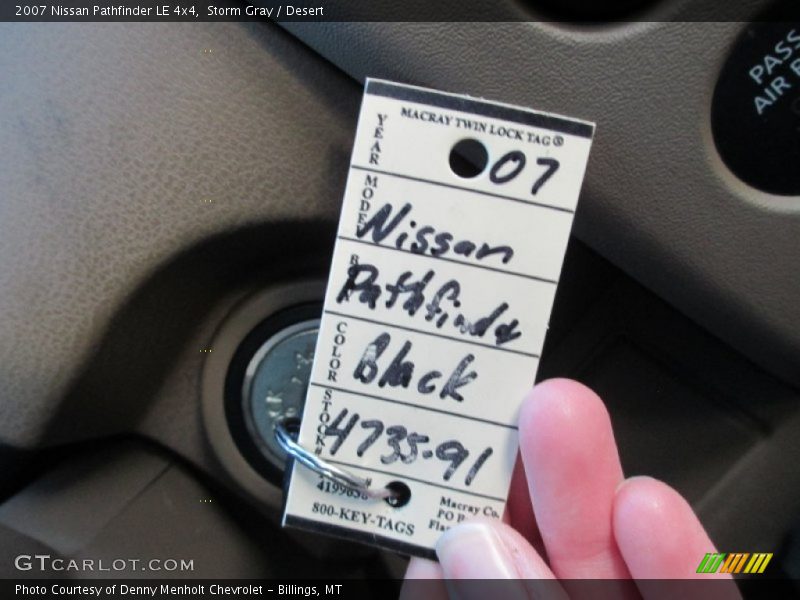 2007 Nissan Pathfinder LE 4x4,  Storm Gray / Desert
PASS
AIR B
MACRAY TWIN LOCK TAG®
YEAR
07
MODEL
Nissan
Pathfinder
COLOR
Black
STOCK
4735-91
800-KEY-TAGS
Macray Co.
PO
GTCARLOT.COM
Photo Courtesy of Denny Menholt Chevrolet – Billings, MT